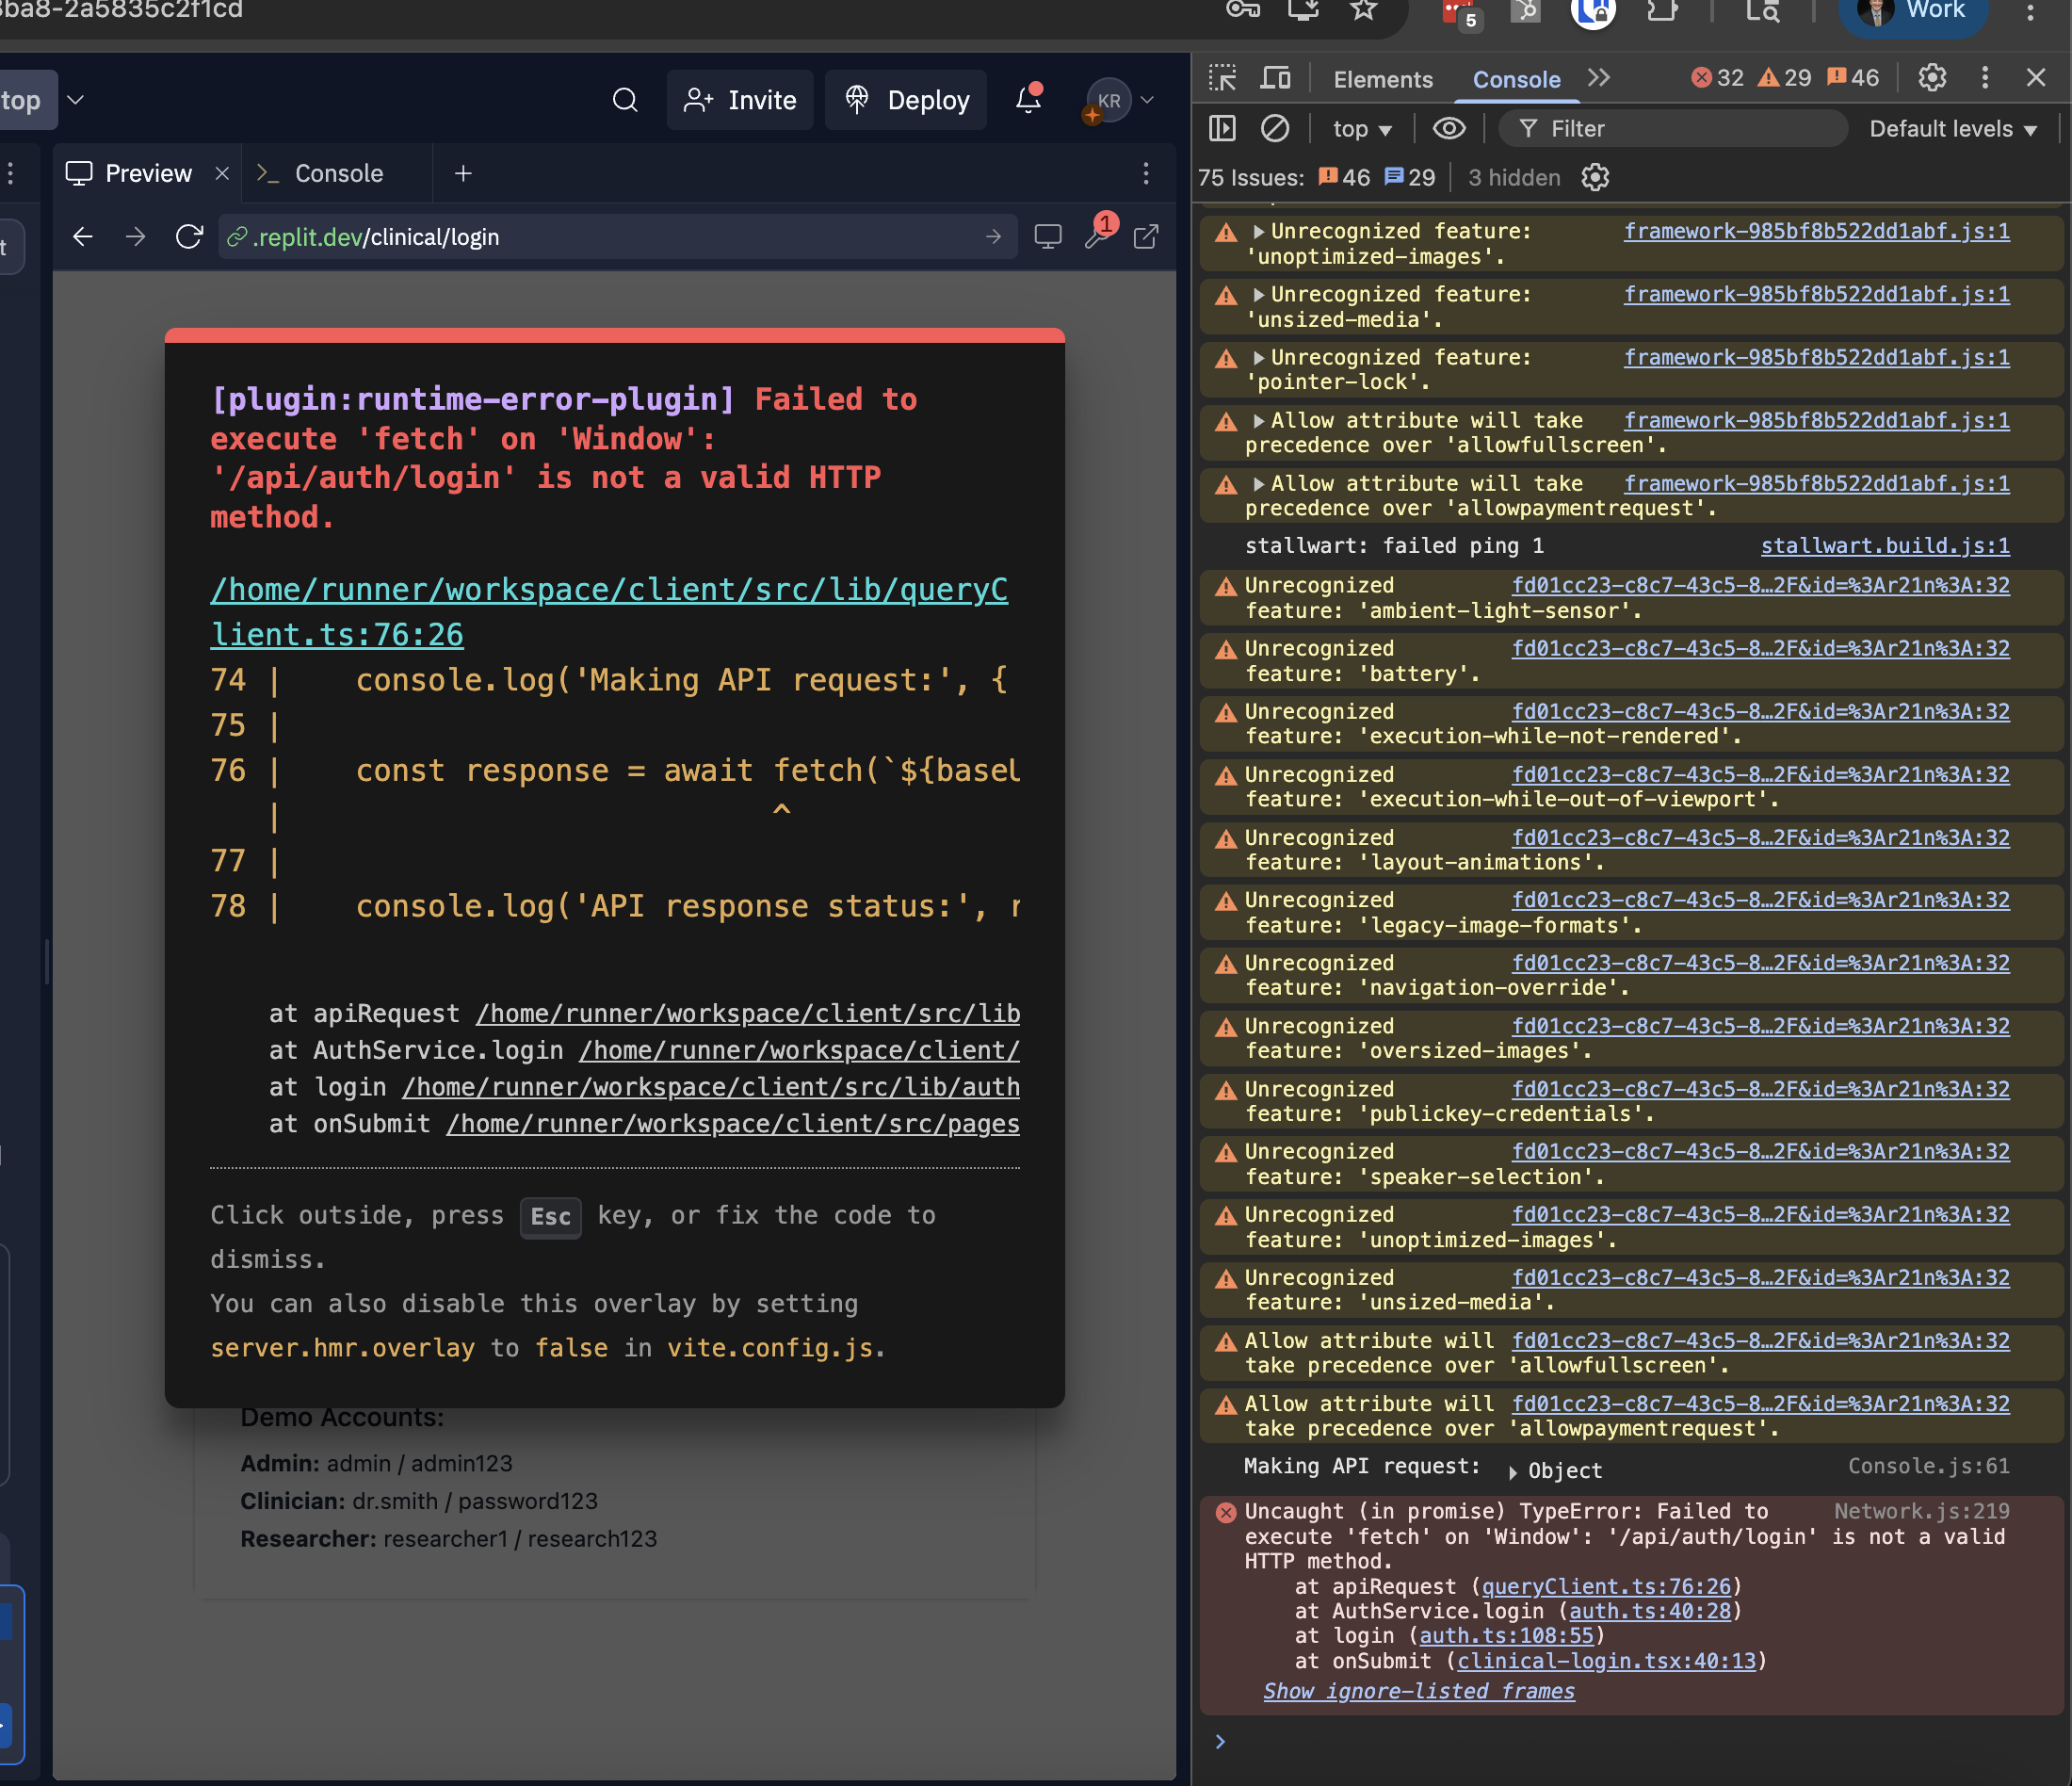 8ba8-2a5835c2f1cd
5
Work
top
Invite
Deploy
KR
Preview
Console
.replit.dev/clinical/login
1
[plugin:runtime-error-plugin] Failed to
execute 'fetch' on 'Window':
'/api/auth/login' is not a valid HTTP
method.
/home/runner/workspace/client/src/lib/queryC
lient.ts:76:26
74 |    console.log('Making API request:', {
75 |
76 |    const response = await fetch(`${baseU
|                           ^
77 |
78 |    console.log('API response status:', r
at apiRequest /home/runner/workspace/client/src/lib
at AuthService.login /home/runner/workspace/client/
at login /home/runner/workspace/client/src/lib/auth
at onSubmit /home/runner/workspace/client/src/pages
Click outside, press Esc key, or fix the code to
dismiss.
You can also disable this overlay by setting
server.hmr.overlay to false in vite.config.js.
Demo Accounts:
Admin: admin / admin123
Clinician: dr.smith / password123
Researcher: researcher1 / research123
Elements
Console
32
29
46
top ▼
Filter
Default levels ▼
75 Issues: 46 29
3 hidden
Unrecognized feature: framework-985bf8b522dd1abf.js:1
'unoptimized-images'.
Unrecognized feature: framework-985bf8b522dd1abf.js:1
'unsized-media'.
Unrecognized feature: framework-985bf8b522dd1abf.js:1
'pointer-lock'.
Allow attribute will take framework-985bf8b522dd1abf.js:1
precedence over 'allowfullscreen'.
Allow attribute will take framework-985bf8b522dd1abf.js:1
precedence over 'allowpaymentrequest'.
stallwart: failed ping 1 stallwart.build.js:1
Unrecognized fd01cc23-c8c7-43c5-8…2F&id=%3Ar21n%3A:32
feature: 'ambient-light-sensor'.
Unrecognized fd01cc23-c8c7-43c5-8…2F&id=%3Ar21n%3A:32
feature: 'battery'.
Unrecognized fd01cc23-c8c7-43c5-8…2F&id=%3Ar21n%3A:32
feature: 'execution-while-not-rendered'.
Unrecognized fd01cc23-c8c7-43c5-8…2F&id=%3Ar21n%3A:32
feature: 'execution-while-out-of-viewport'.
Unrecognized fd01cc23-c8c7-43c5-8…2F&id=%3Ar21n%3A:32
feature: 'layout-animations'.
Unrecognized fd01cc23-c8c7-43c5-8…2F&id=%3Ar21n%3A:32
feature: 'legacy-image-formats'.
Unrecognized fd01cc23-c8c7-43c5-8…2F&id=%3Ar21n%3A:32
feature: 'navigation-override'.
Unrecognized fd01cc23-c8c7-43c5-8…2F&id=%3Ar21n%3A:32
feature: 'oversized-images'.
Unrecognized fd01cc23-c8c7-43c5-8…2F&id=%3Ar21n%3A:32
feature: 'publickey-credentials'.
Unrecognized fd01cc23-c8c7-43c5-8…2F&id=%3Ar21n%3A:32
feature: 'speaker-selection'.
Unrecognized fd01cc23-c8c7-43c5-8…2F&id=%3Ar21n%3A:32
feature: 'unoptimized-images'.
Unrecognized fd01cc23-c8c7-43c5-8…2F&id=%3Ar21n%3A:32
feature: 'unsized-media'.
Allow attribute will fd01cc23-c8c7-43c5-8…2F&id=%3Ar21n%3A:32
take precedence over 'allowfullscreen'.
Allow attribute will fd01cc23-c8c7-43c5-8…2F&id=%3Ar21n%3A:32
take precedence over 'allowpaymentrequest'.
Making API request: Object Console.js:61
Uncaught (in promise) TypeError: Failed to Network.js:219
execute 'fetch' on 'Window': '/api/auth/login' is not a valid
HTTP method.
at apiRequest (queryClient.ts:76:26)
at AuthService.login (auth.ts:40:28)
at login (auth.ts:108:55)
at onSubmit (clinical-login.tsx:40:13)
Show ignore-listed frames